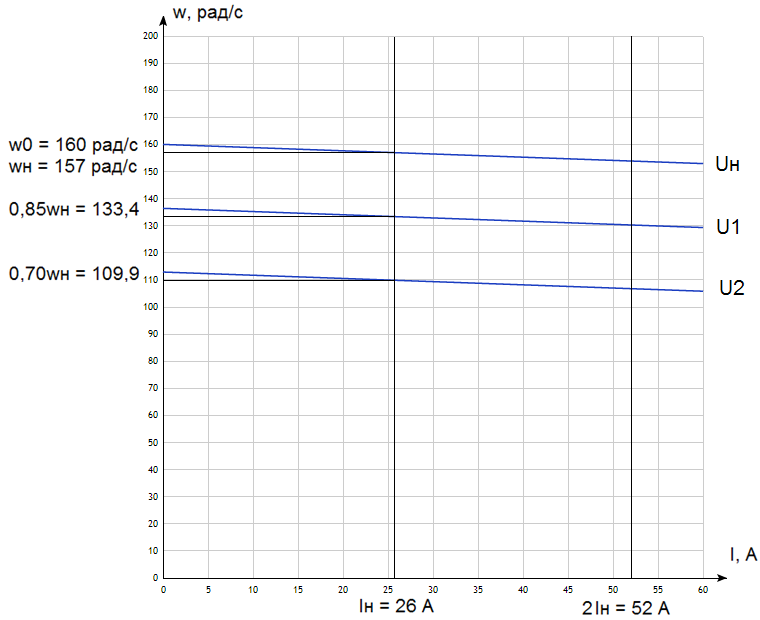 w, рад/с
200
190
180
170
160
150
140
130
120
110
100
90
80
70
60
50
40
30
20
10
0
w0 = 160 рад/с
wн = 157 рад/с
0,85wн = 133,4
0,70wн = 109,9
Uн
U1
U2
I, А
0 5 10 15 20 25 30 35 40 45 50 55 60
Iн = 26 А
2Iн = 52 А